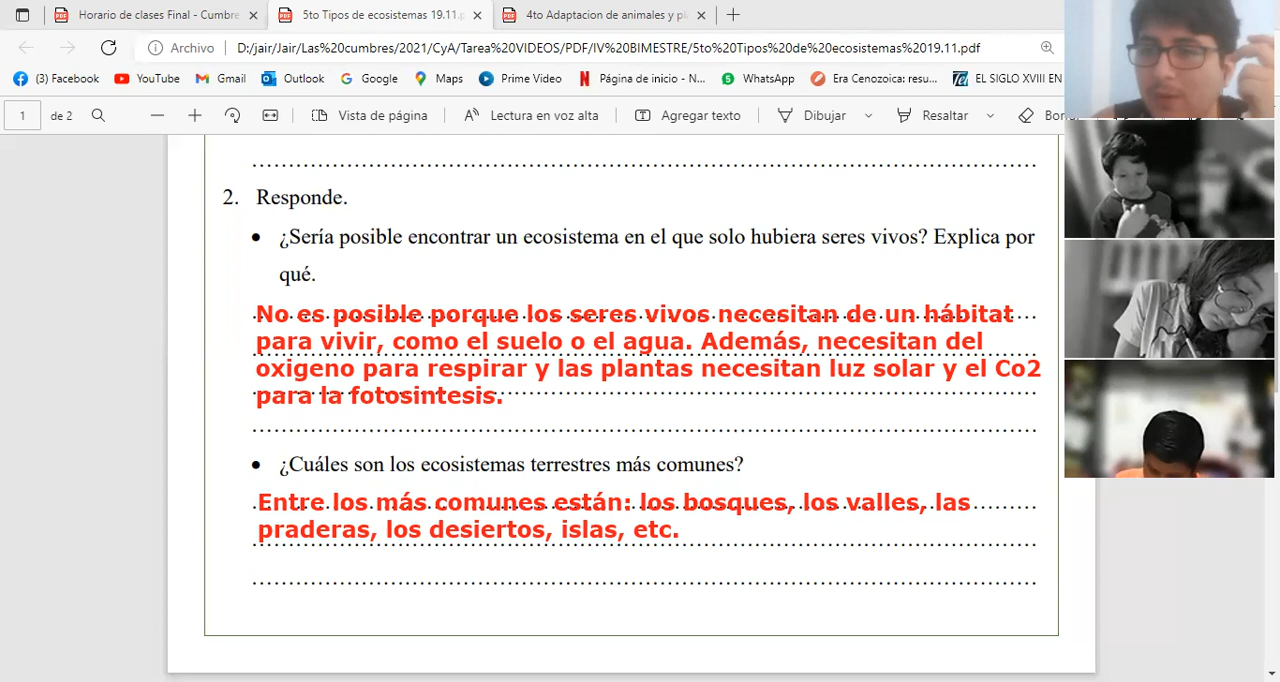 Horario de clases Final - Cumbre
5to Tipos de ecosistemas 19.11.p
4to Adaptacion de animales y pl
Archivo
D:/jair/Jair/Las%20cumbres/2021/CyA/Tarea%20VIDEOS/PDF/IV%20BIMESTRE/5to%20Tipos%20de%20ecosistemas%2019.11.pdf
(3) Facebook
YouTube
Gmail
Outlook
Google
Maps
Prime Video
Página de inicio - N...
WhatsApp
Era Cenozoica: resu...
EL SIGLO XVIII EN
1 de 2
Vista de página
Lectura en voz alta
Agregar texto
Dibujar
Resaltar
Bor
2. Responde.
• ¿Sería posible encontrar un ecosistema en el que solo hubiera seres vivos? Explica por
qué.
No es posible porque los seres vivos necesitan de un hábitat
para vivir, como el suelo o el agua. Además, necesitan del
oxigeno para respirar y las plantas necesitan luz solar y el Co2
para la fotosintesis.
• ¿Cuáles son los ecosistemas terrestres más comunes?
Entre los más comunes están: los bosques, los valles, las
praderas, los desiertos, islas, etc.